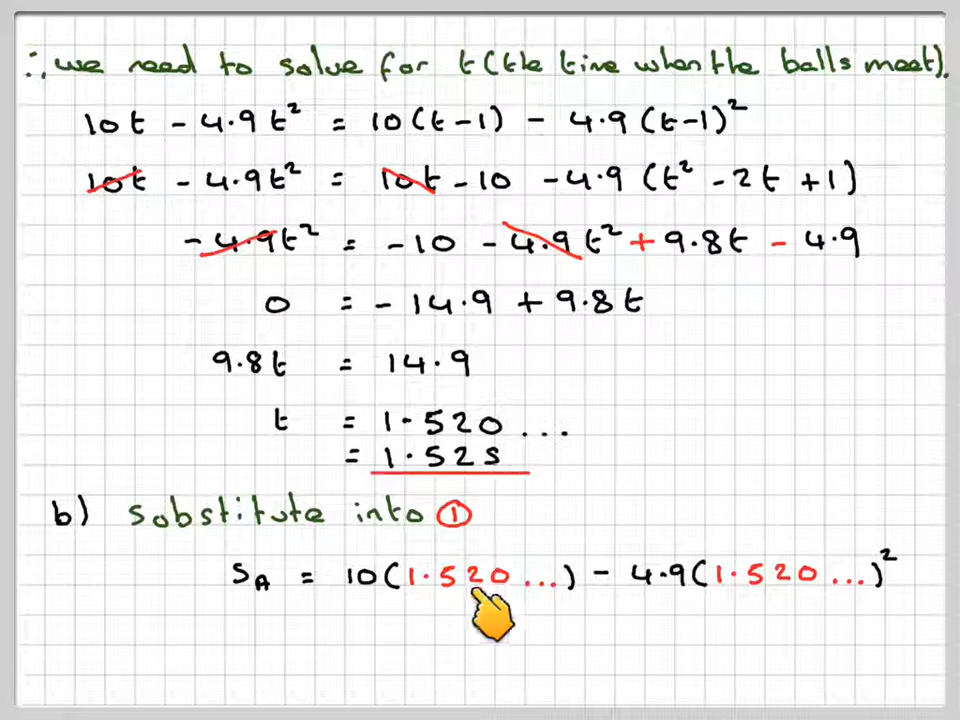 ∴ we need to solve for t (the time when the balls meet).
10t - 4.9t² = 10(t-1) - 4.9(t-1)²
10t - 4.9t² = 10t - 10 - 4.9(t² - 2t + 1)
-4.9t² = -10 - 4.9t² + 9.8t - 4.9
0 = -14.9 + 9.8t
9.8t = 14.9
t = 1.520...
= 1.52s
b) substitute into ①
S_A = 10(1.520...) - 4.9(1.520...)²